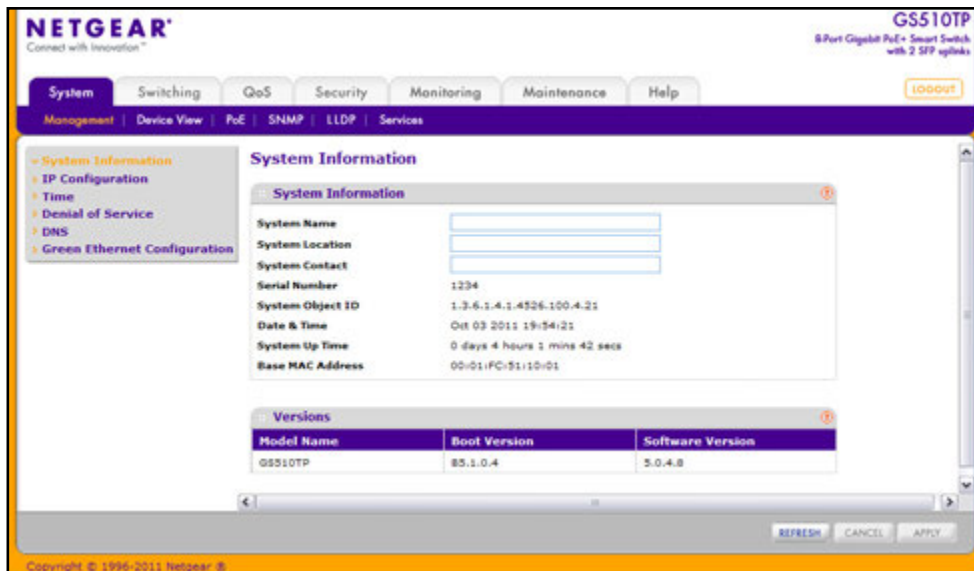 NETGEAR®
Connect with Innovation™
GS510TP
8-Port Gigabit PoE+ Smart Switch
with 2 SFP uplinks
System Switching QoS Security Monitoring Maintenance Help LOGOUT
Management | Device View | PoE | SNMP | LLDP | Services
System Information
IP Configuration
Time
Denial of Service
DNS
Green Ethernet Configuration
System Information
System Information
System Name
System Location
System Contact
Serial Number 1234
System Object ID 1.3.6.1.4.1.4526.100.4.21
Date & Time Oct 03 2011 19:54:21
System Up Time 0 days 4 hours 1 mins 42 secs
Base MAC Address 00:01:FC:51:10:01
Versions
Model Name Boot Version Software Version
GS510TP B5.1.0.4 5.0.4.8
REFRESH CANCEL APPLY
Copyright © 1996-2011 Netgear ®